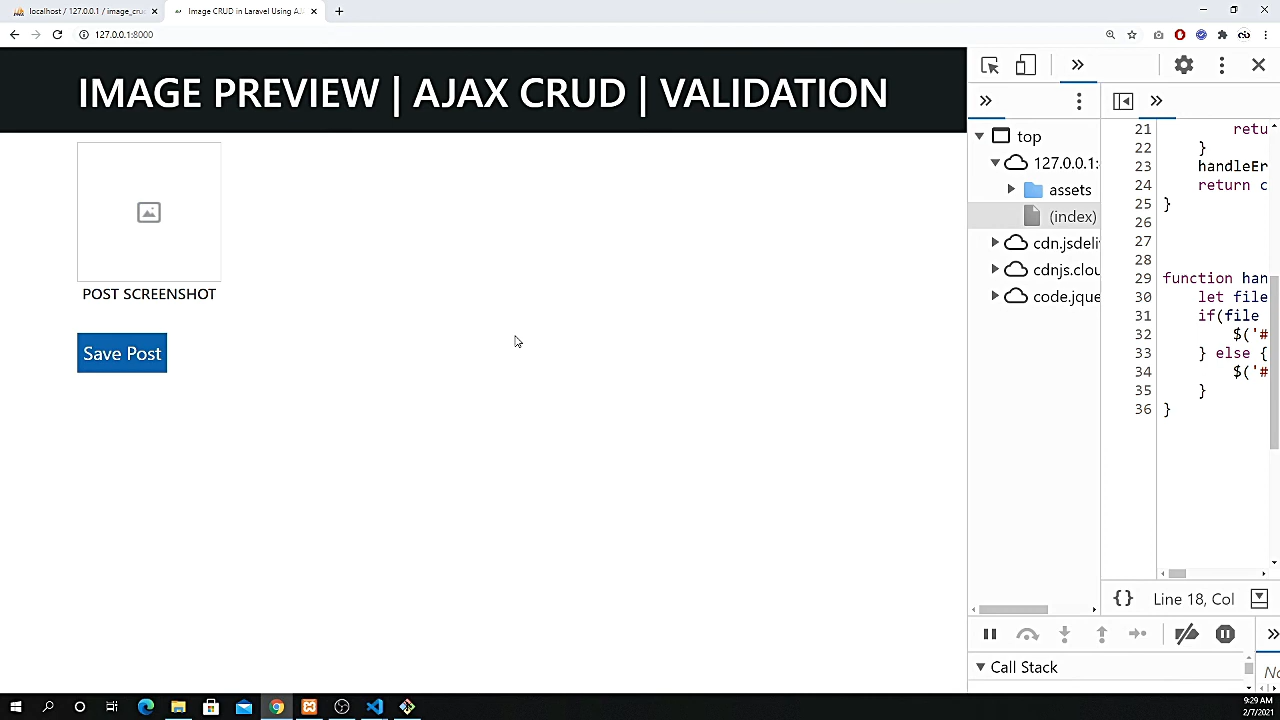 localhost / 127.0.0.1 / image_cru
Image CRUD in Laravel Using AJ
127.0.0.1:8000
IMAGE PREVIEW | AJAX CRUD | VALIDATION
POST SCREENSHOT
Save Post
top
127.0.0.1:
assets
(index)
cdn.jsdeli
cdnjs.clou
code.jque
21 retu
22 }
23 handleEr
24 return c
25 }
26
27
28
29 function han
30 let file
31 if(file
32 $('#
33 } else {
34 $('#
35 }
36 }
{} Line 18, Col
Call Stack
No
9:29 AM
2/7/2021